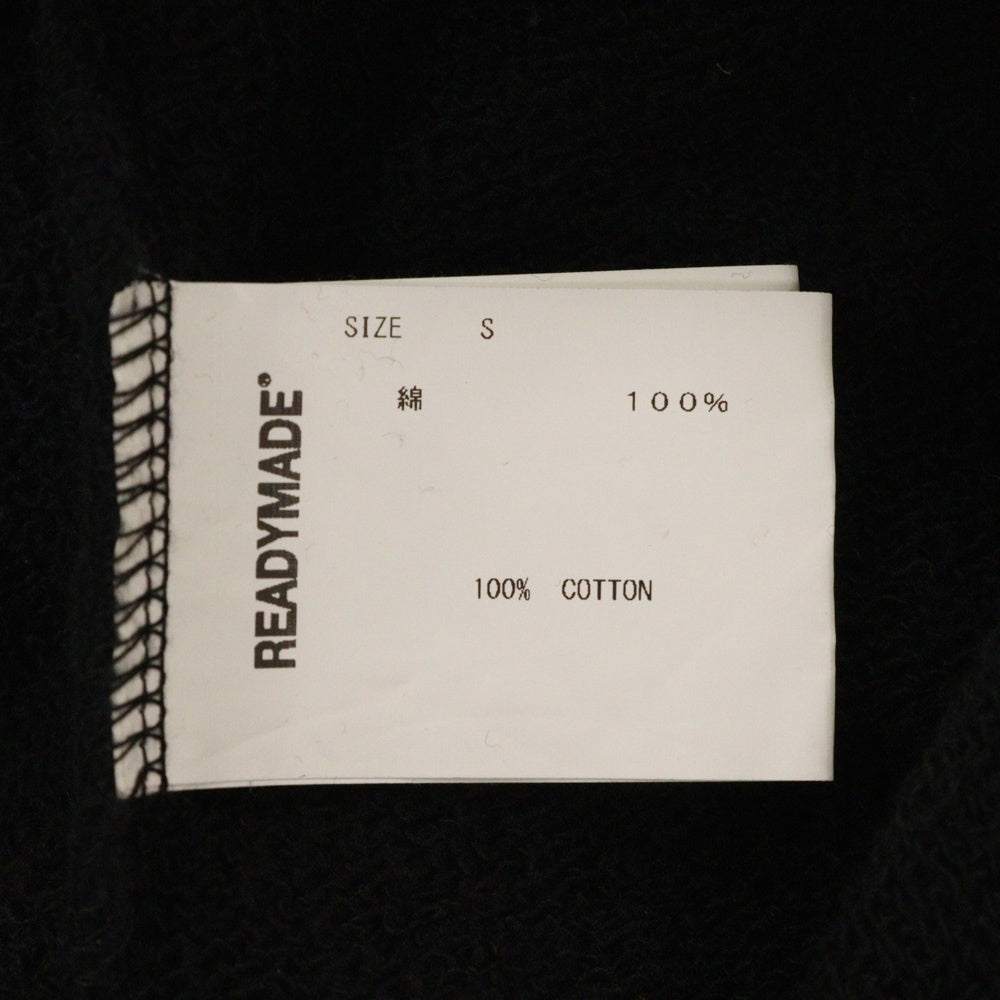 SIZE S
綿 100%
100% COTTON
READYMADE®